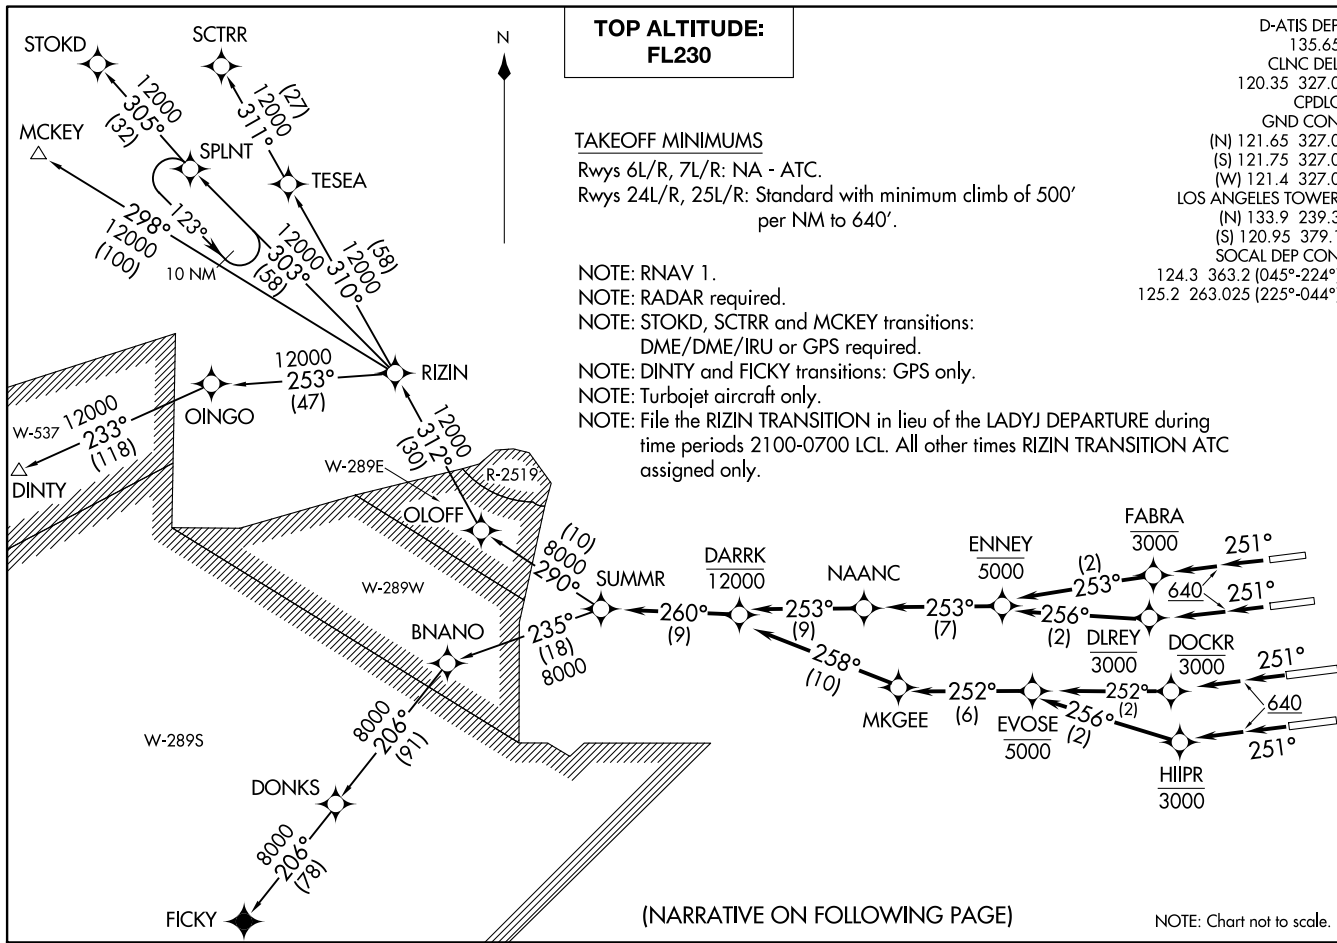 TOP ALTITUDE:
FL230
D-ATIS DEP
135.65
CLNC DEL
120.35 327.0
CPDLC
GND CON
(N) 121.65 327.0
(S) 121.75 327.0
(W) 121.4 327.0
LOS ANGELES TOWER
(N) 133.9 239.3
(S) 120.95 379.1
SOCAL DEP CON
124.3 363.2 (045°-224°)
125.2 263.025 (225°-044°)
N
TAKEOFF MINIMUMS
Rwys 6L/R, 7L/R: NA - ATC.
Rwys 24L/R, 25L/R: Standard with minimum climb of 500'
per NM to 640'.
NOTE: RNAV 1.
NOTE: RADAR required.
NOTE: STOKD, SCTRR and MCKEY transitions:
DME/DME/IRU or GPS required.
NOTE: DINTY and FICKY transitions: GPS only.
NOTE: Turbojet aircraft only.
NOTE: File the RIZIN TRANSITION in lieu of the LADYJ DEPARTURE during
time periods 2100-0700 LCL. All other times RIZIN TRANSITION ATC
assigned only.
STOKD
SCTRR
12000
305°
(32)
(27)
12000
311°
MCKEY
SPLNT
TESEA
123°
10 NM
298°
12000
(100)
12000
303°
(58)
(58)
12000
310°
RIZIN
12000
253°
(47)
OINGO
W-537
12000
233°
(118)
DINTY
12000
312°
(30)
W-289E
R-2519
OLOFF
(10)
8000
290°
SUMMR
W-289W
BNANO
235°
(18)
8000
W-289S
8000
206°
(91)
DONKS
8000
206°
(78)
FICKY
DARRK
12000
260°
(9)
NAANC
253°
(9)
253°
(7)
ENNEY
5000
(2)
253°
FABRA
3000
251°
640
251°
256°
(2)
DLREY
3000
DOCKR
3000
251°
258°
(10)
MKGEE
252°
(6)
EVOSE
5000
252°
(2)
256°
(2)
640
251°
HIIPR
3000
(NARRATIVE ON FOLLOWING PAGE)
NOTE: Chart not to scale.